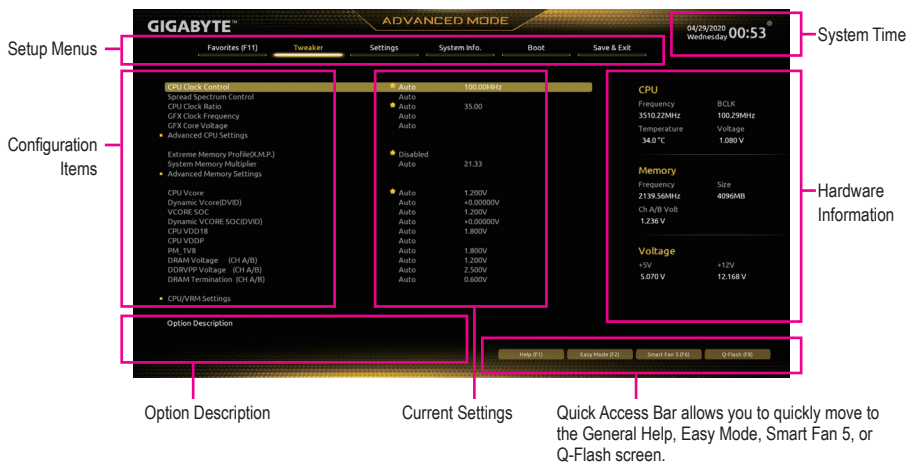 GIGABYTE™
ADVANCED MODE
04/29/2020
Wednesday 00:53
System Time
Setup Menus
Favorites (F11) Tweaker Settings System Info. Boot Save & Exit
CPU Clock Control Auto 100.00MHz
Spread Spectrum Control Auto
CPU Clock Ratio Auto 35.00
GFX Clock Frequency Auto
GFX Core Voltage Auto
Advanced CPU Settings
Extreme Memory Profile(X.M.P.) Disabled
System Memory Multiplier Auto 21.33
Advanced Memory Settings
CPU Vcore Auto 1.200V
Dynamic Vcore(DVID) Auto +0.00000V
VCORE SOC Auto 1.200V
Dynamic VCORE SOC(DVID) Auto +0.00000V
CPU VDD18 Auto 1.800V
CPU VDDP Auto
PM_1V8 Auto 1.800V
DRAM Voltage (CH A/B) Auto 1.200V
DDRVPP Voltage (CH A/B) Auto 2.500V
DRAM Termination (CH A/B) Auto 0.600V
CPU/VRM Settings
Configuration
Items
CPU
Frequency BCLK
3510.22MHz 100.29MHz
Temperature Voltage
34.0 °C 1.080 V
Memory
Frequency Size
2139.56MHz 4096MB
Ch A/B Volt
1.236 V
Voltage
+5V +12V
5.070 V 12.168 V
Hardware
Information
Option Description
Help (F1) Easy Mode (F2) Smart Fan 5 (F6) Q-Flash (F8)
Option Description
Current Settings
Quick Access Bar allows you to quickly move to
the General Help, Easy Mode, Smart Fan 5, or
Q-Flash screen.